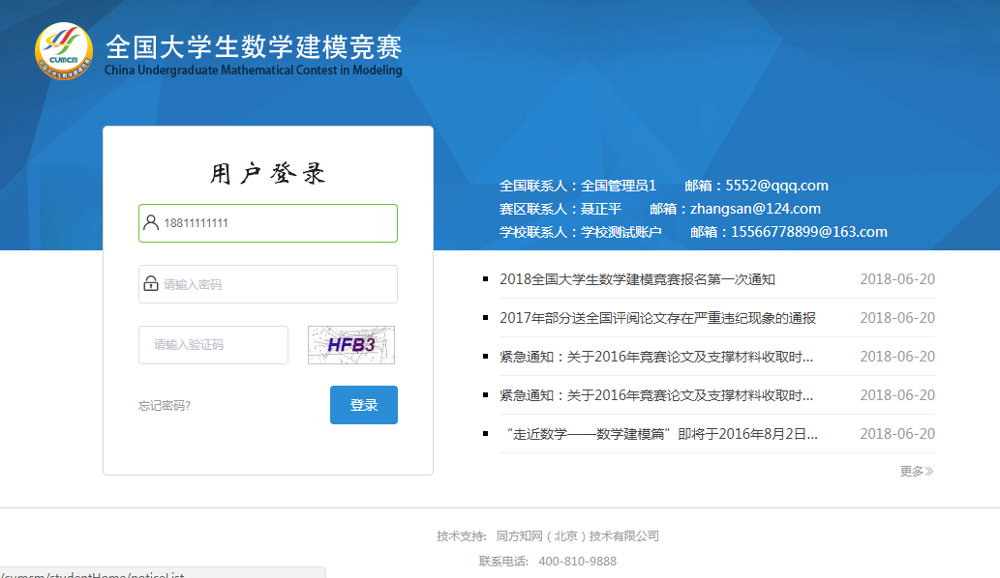 全国大学生数学建模竞赛
China Undergraduate Mathematical Contest in Modeling
CUMCM
用户登录
18811111111
请输入密码
请输入验证码
HFB3
忘记密码?
登录
全国联系人：全国管理员1 邮箱：5552@qqq.com
赛区联系人：聂正平 邮箱：zhangsan@124.com
学校联系人：学校测试账户 邮箱：15566778899@163.com
2018全国大学生数学建模竞赛报名第一次通知 2018-06-20
2017年部分送全国评阅论文存在严重违纪现象的通报 2018-06-20
紧急通知：关于2016年竞赛论文及支撑材料收取时... 2018-06-20
紧急通知：关于2016年竞赛论文及支撑材料收取时... 2018-06-20
“走近数学——数学建模篇”即将于2016年8月2日... 2018-06-20
更多》
技术支持: 同方知网（北京）技术有限公司
联系电话: 400-810-9888
/cumcm/studentHome/noticeList